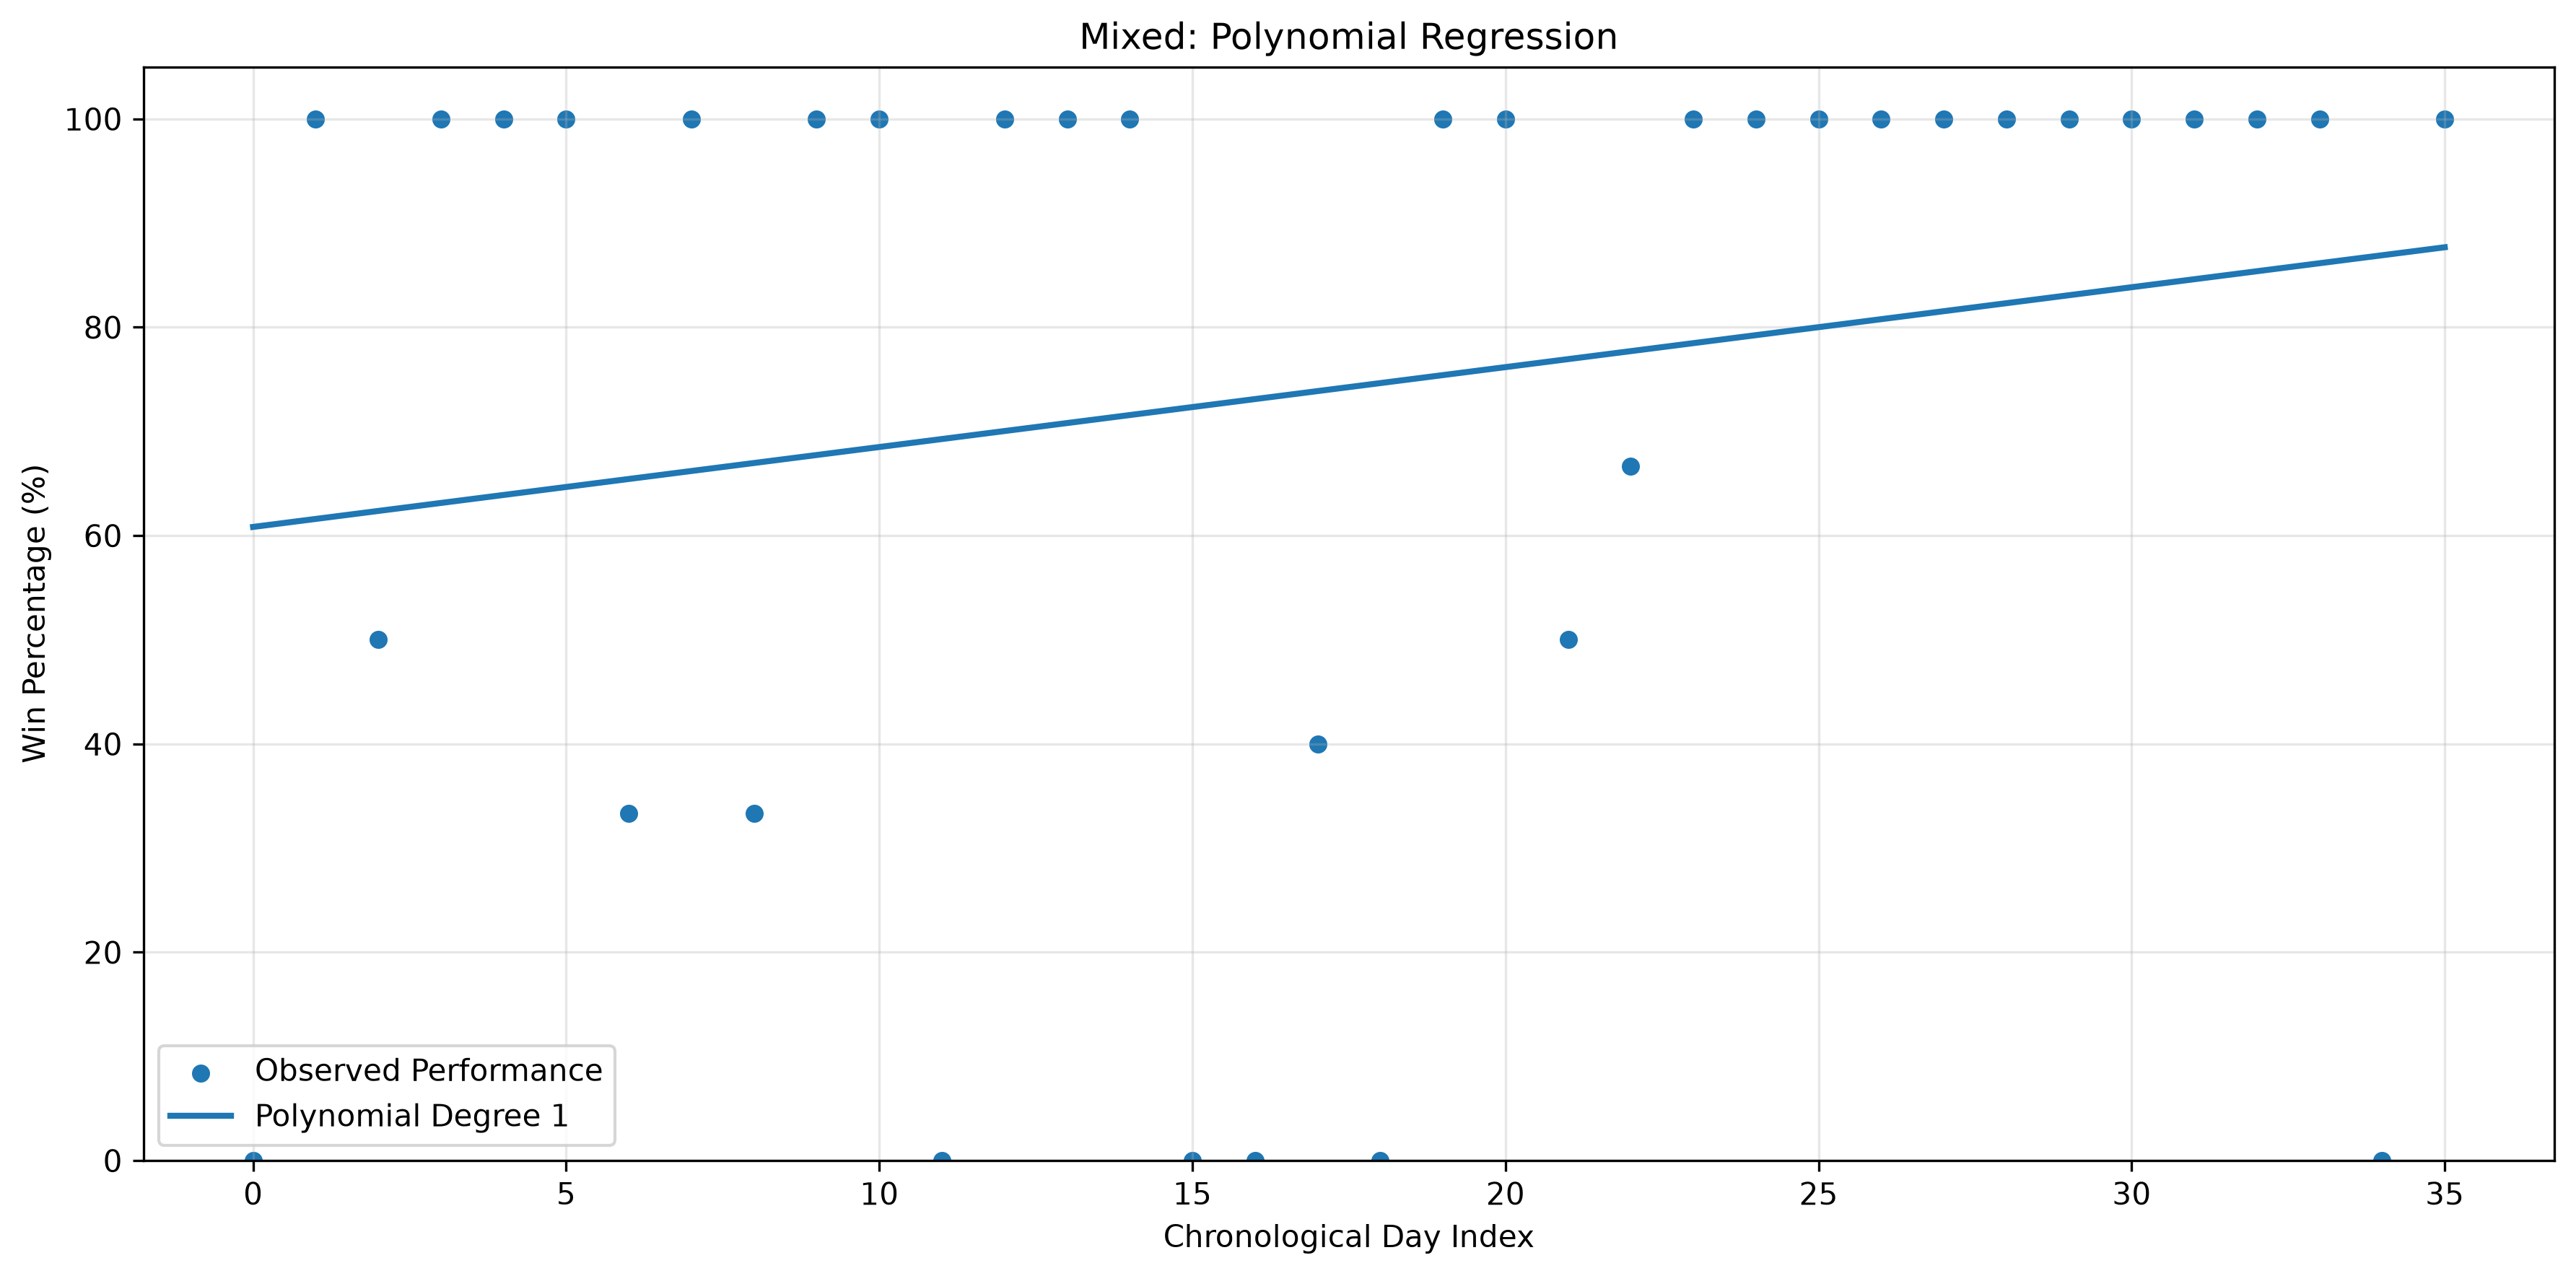 Mixed: Polynomial Regression
Win Percentage (%)
100
80
60
40
20
0
Observed Performance
Polynomial Degree 1
0 5 10 15 20 25 30 35
Chronological Day Index